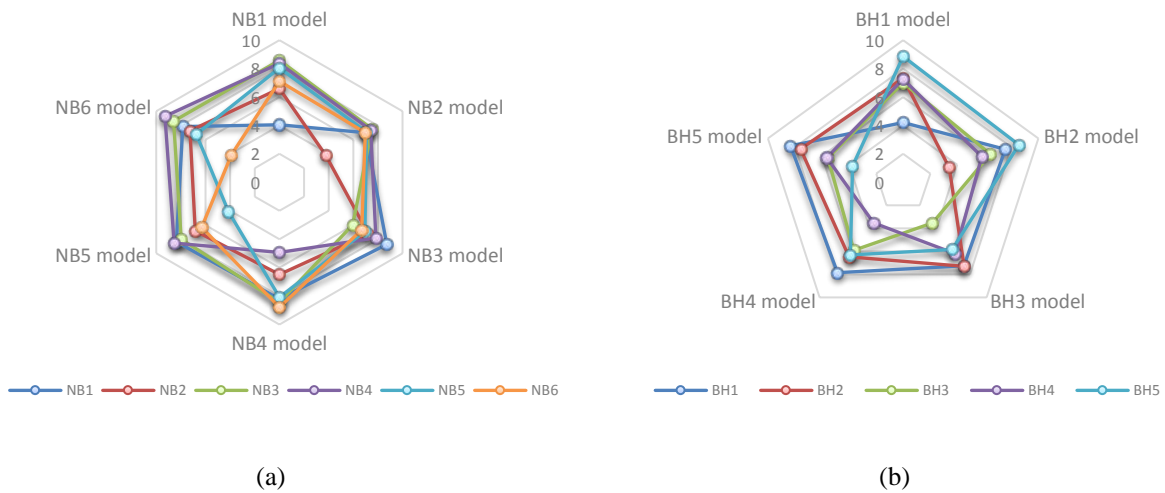 NB1 model
10
8
6
4
2
0
NB2 model
NB3 model
NB4 model
NB5 model
NB6 model
NB1 NB2 NB3 NB4 NB5 NB6
(a)
BH1 model
10
8
6
4
2
0
BH2 model
BH3 model
BH4 model
BH5 model
BH1 BH2 BH3 BH4 BH5
(b)